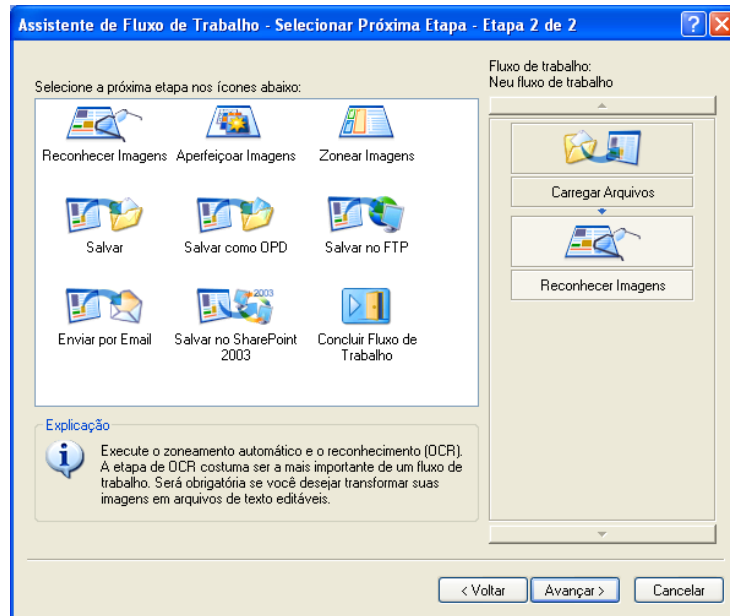 Assistente de Fluxo de Trabalho - Selecionar Próxima Etapa - Etapa 2 de 2
Selecione a próxima etapa nos ícones abaixo:
Reconhecer Imagens
Aperfeiçoar Imagens
Zonear Imagens
Salvar
Salvar como OPD
Salvar no FTP
2003
Enviar por Email
Salvar no SharePoint
2003
Concluir Fluxo de
Trabalho
Explicação
Execute o zoneamento automático e o reconhecimento (OCR).
A etapa de OCR costuma ser a mais importante de um fluxo de
trabalho. Será obrigatória se você desejar transformar suas
imagens em arquivos de texto editáveis.
Fluxo de trabalho:
Neu fluxo de trabalho
Carregar Arquivos
Reconhecer Imagens
< Voltar
Avançar >
Cancelar